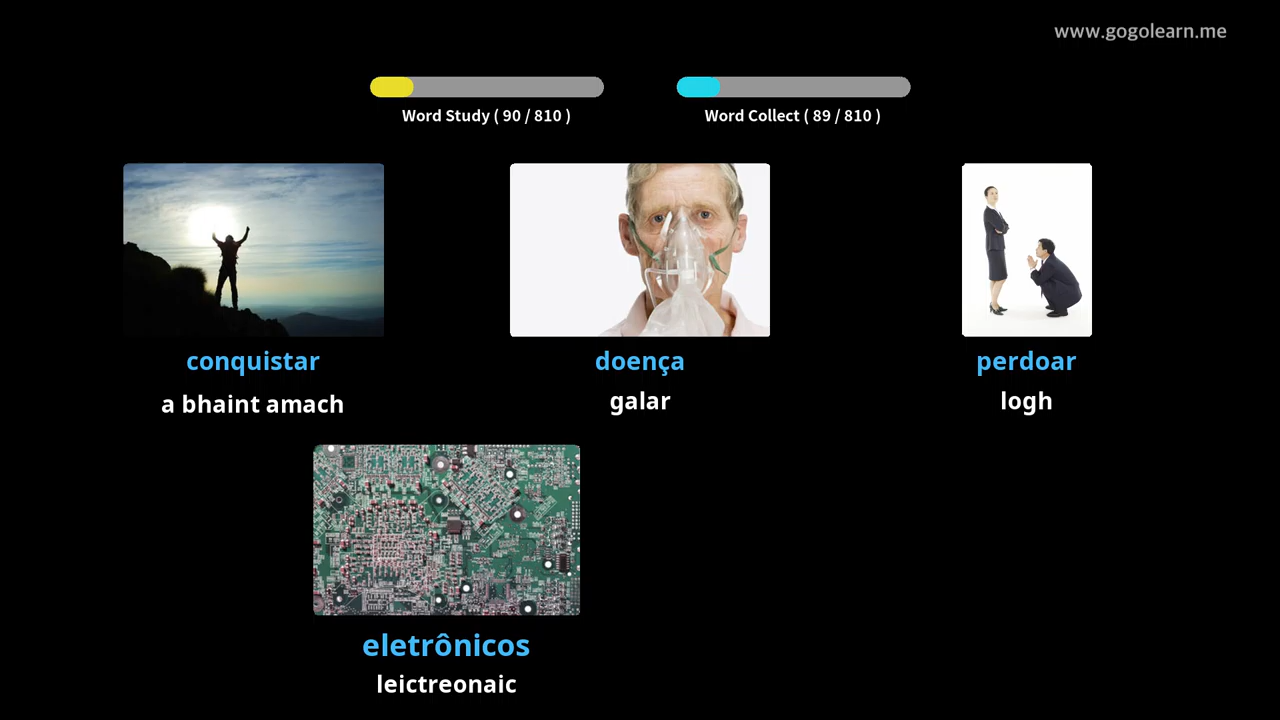 www.gogolearn.me
Word Study ( 90 / 810 )
Word Collect ( 89 / 810 )
conquistar
a bhaint amach
doença
galar
perdoar
logh
eletrônicos
leictreonaic